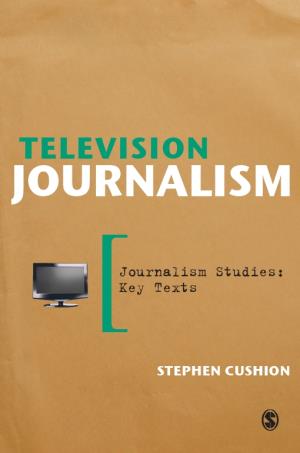 TELEVISION
JOURNALISM
Journalism Studies:
Key Texts
STEPHEN CUSHION
S